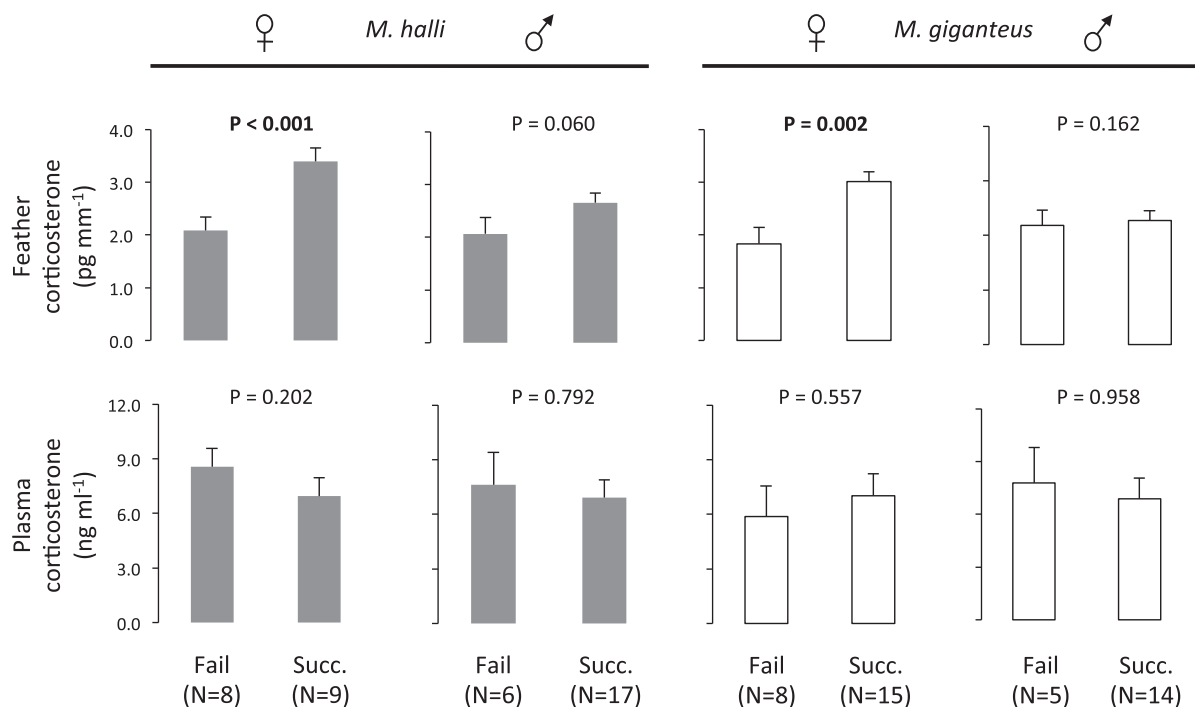 ♀ M. halli ♂ ♀ M. giganteus ♂
P < 0.001 P = 0.060 P = 0.002 P = 0.162
Feather
corticosterone
(pg mm⁻¹)
4.0
3.0
2.0
1.0
0.0
P = 0.202 P = 0.792 P = 0.557 P = 0.958
Plasma
corticosterone
(ng ml⁻¹)
12.0
9.0
6.0
3.0
0.0
Fail Succ. Fail Succ. Fail Succ. Fail Succ.
(N=8) (N=9) (N=6) (N=17) (N=8) (N=15) (N=5) (N=14)